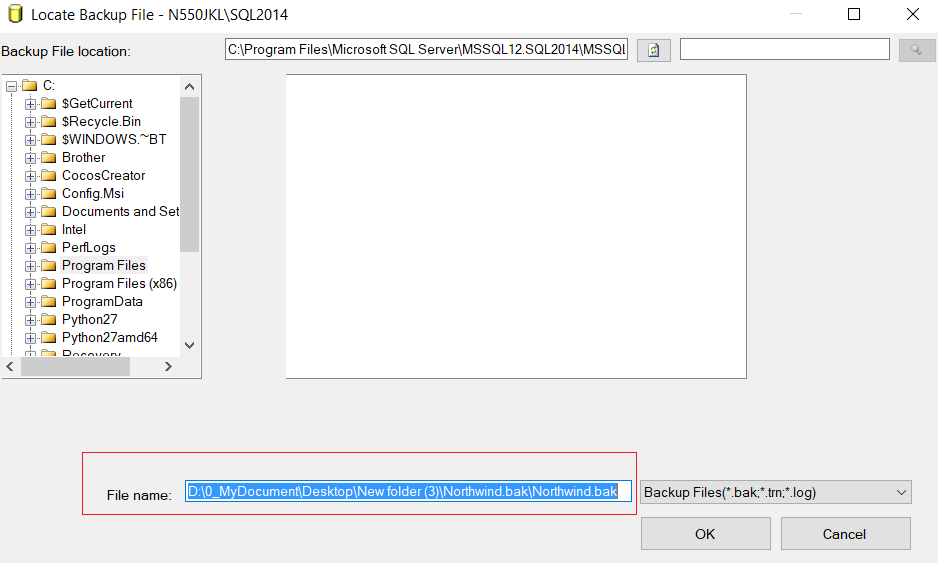 Locate Backup File - N550JKL\SQL2014
Backup File location:
C:\Program Files\Microsoft SQL Server\MSSQL12.SQL2014\MSSQL
C:
$GetCurrent
$Recycle.Bin
$WINDOWS.~BT
Brother
CocosCreator
Config.Msi
Documents and Set
Intel
PerfLogs
Program Files
Program Files (x86)
ProgramData
Python27
Python27amd64
Recovery
File name:
D:\0_MyDocument\Desktop\New folder (3)\Northwind.bak\Northwind.bak
Backup Files(*.bak;*.trn;*.log)
OK
Cancel